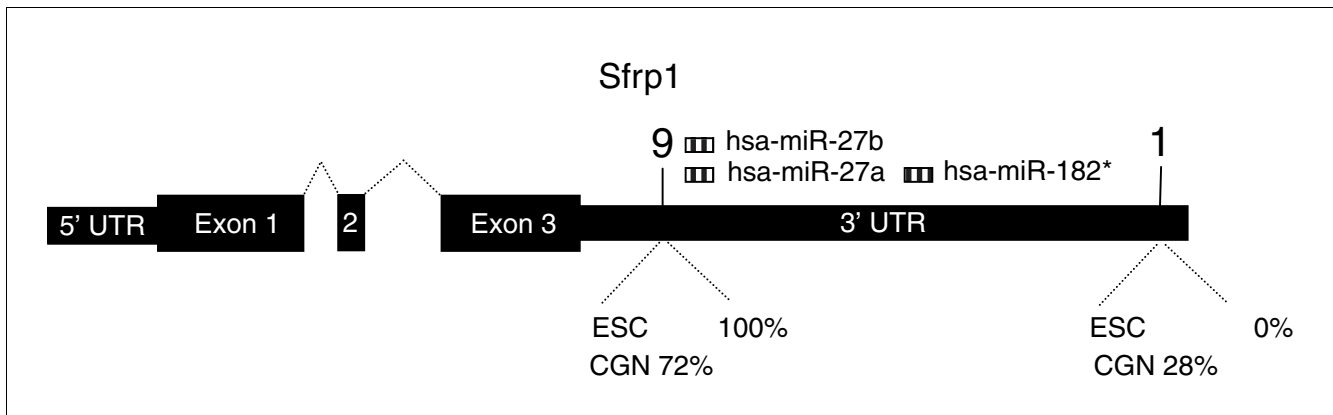 Sfrp1
9 hsa-miR-27b 1
hsa-miR-27a hsa-miR-182*
5’ UTR Exon 1 2 Exon 3 3’ UTR
ESC 100% ESC 0%
CGN 72% CGN 28%